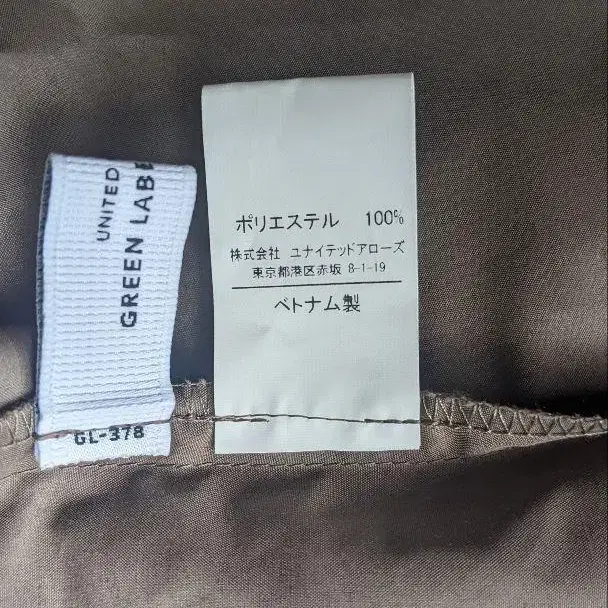 UNITED
GREEN LABE
GL-378
ポリエステル 100%
株式会社 ユナイテッドアローズ
東京都港区赤坂 8-1-19
ベトナム製